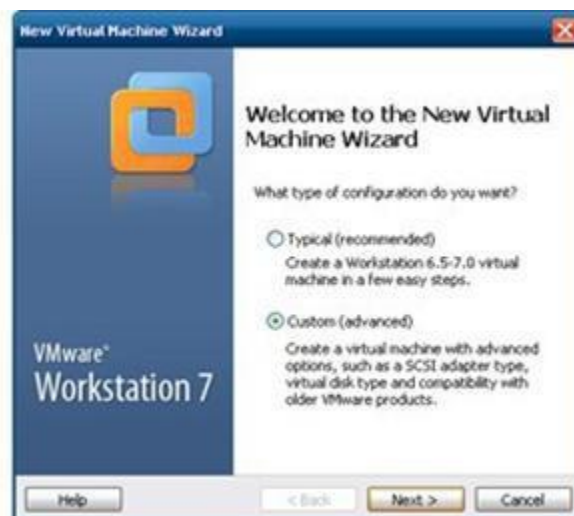 New Virtual Machine Wizard
Welcome to the New Virtual
Machine Wizard
What type of configuration do you want?
Typical (recommended)
Create a Workstation 6.5-7.0 virtual
machine in a few easy steps.
Custom (advanced)
Create a virtual machine with advanced
options, such as a SCSI adapter type,
virtual disk type and compatibility with
older VMware products.
VMware®
Workstation 7
Help
< Back
Next >
Cancel